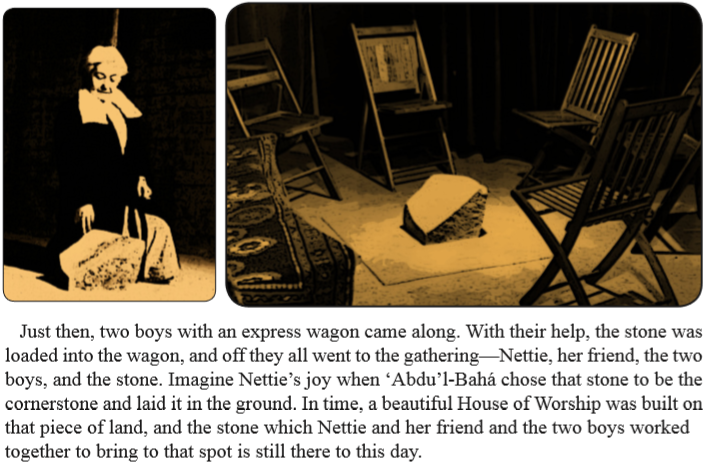 Just then, two boys with an express wagon came along. With their help, the stone was
loaded into the wagon, and off they all went to the gathering—Nettie, her friend, the two
boys, and the stone. Imagine Nettie’s joy when ‘Abdu’l-Bahá chose that stone to be the
cornerstone and laid it in the ground. In time, a beautiful House of Worship was built on
that piece of land, and the stone which Nettie and her friend and the two boys worked
together to bring to that spot is still there to this day.